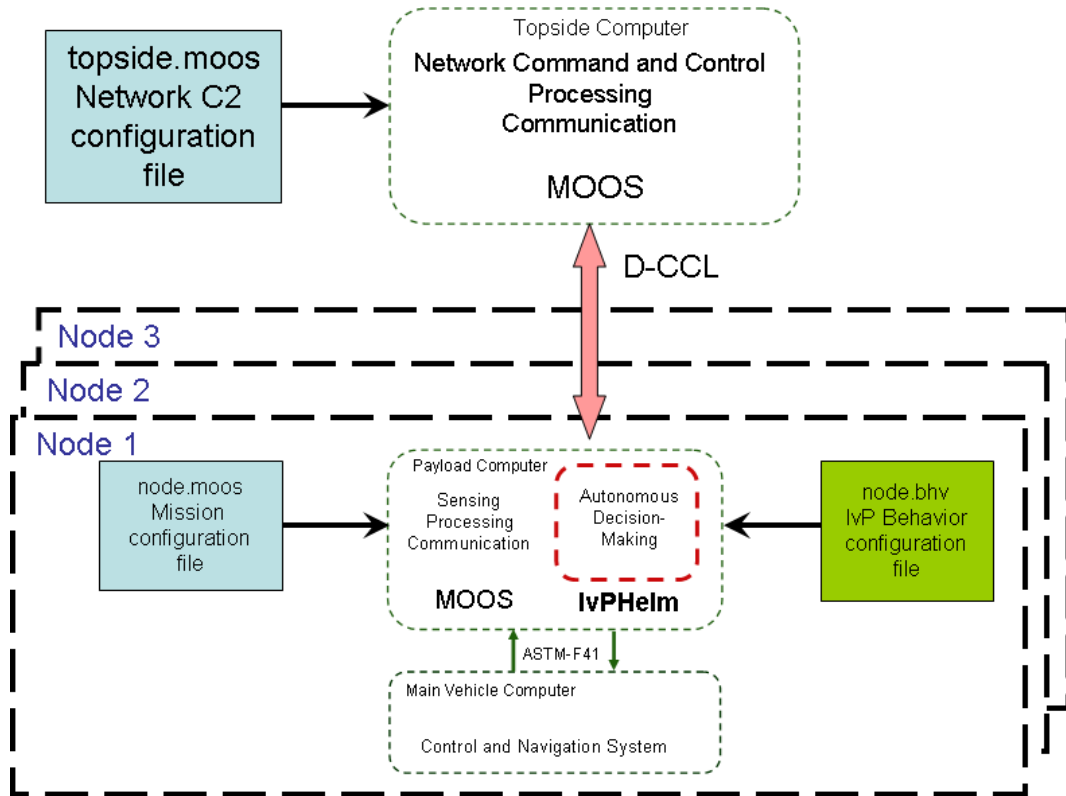 topside.moos
Network C2
configuration
file
Topside Computer
Network Command and Control
Processing
Communication
MOOS
D-CCL
Node 3
Node 2
Node 1
node.moos
Mission
configuration
file
Payload Computer
Sensing
Processing
Communication
MOOS
Autonomous
Decision-
Making
IvPHelm
node.bhv
IvP Behavior
configuration
file
ASTM-F41
Main Vehicle Computer
Control and Navigation System